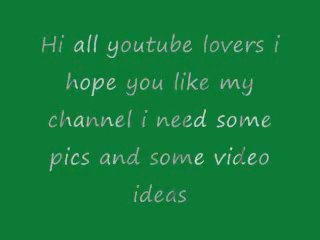 Hi all youtube lovers i
hope you like my
channel i need some
pics and some video
ideas